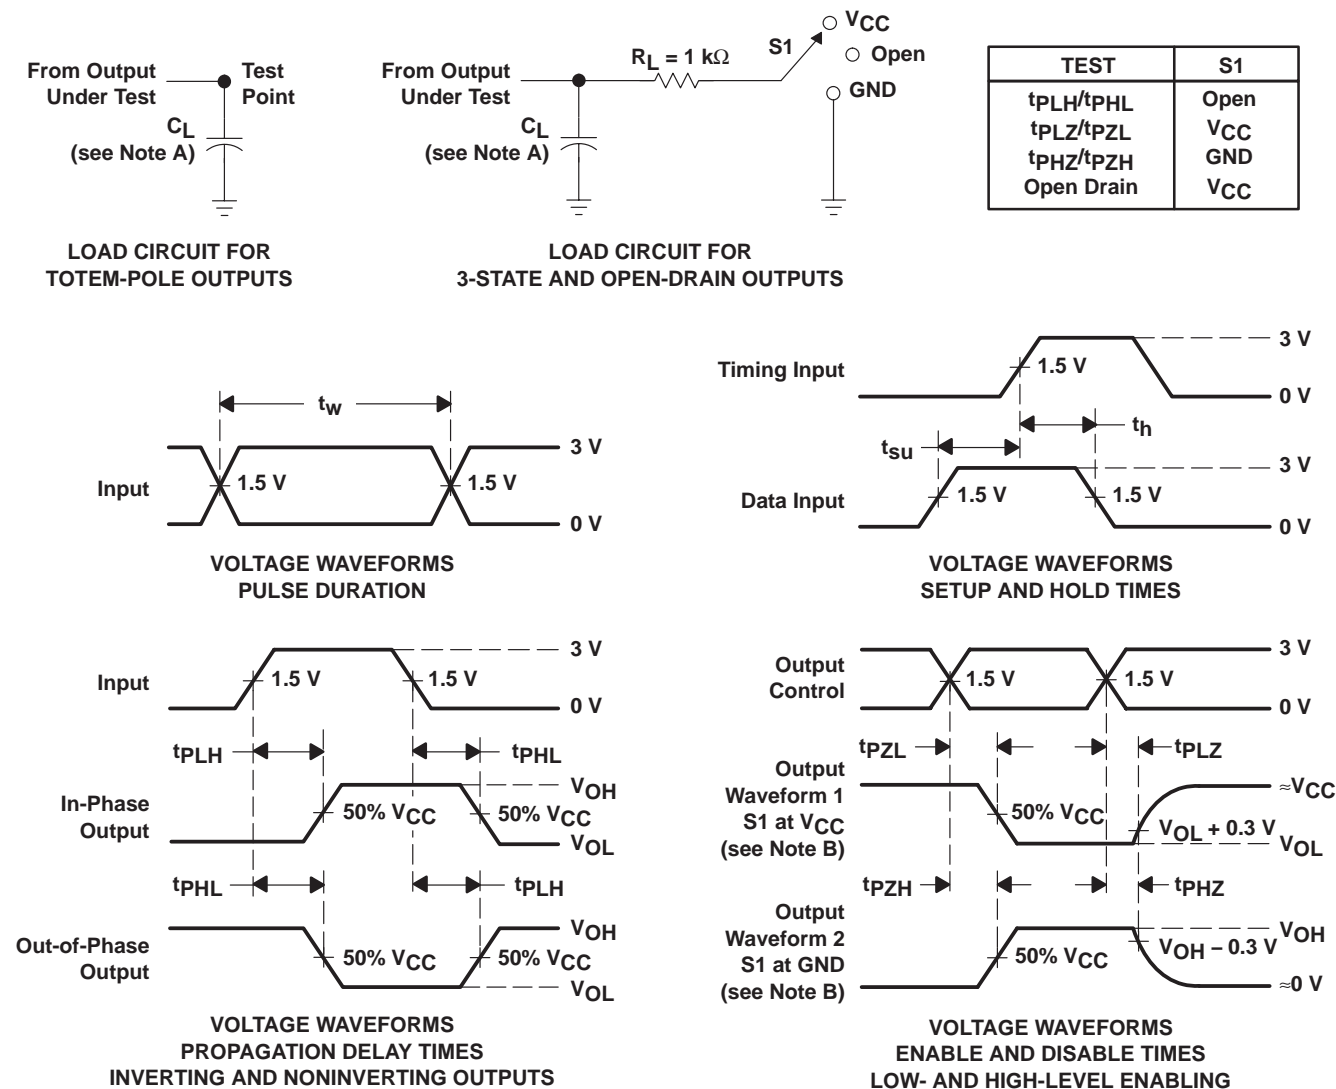 From Output
Under Test
Test
Point
CL
(see Note A)
LOAD CIRCUIT FOR
TOTEM-POLE OUTPUTS
From Output
Under Test
RL = 1 kΩ
S1
VCC
Open
GND
CL
(see Note A)
LOAD CIRCUIT FOR
3-STATE AND OPEN-DRAIN OUTPUTS
TEST S1
tPLH/tPHL Open
tPLZ/tPZL VCC
tPHZ/tPZH GND
Open Drain VCC
tw
Input
1.5 V
1.5 V
3 V
0 V
VOLTAGE WAVEFORMS
PULSE DURATION
Timing Input
1.5 V
3 V
0 V
th
tsu
Data Input
1.5 V
1.5 V
3 V
0 V
VOLTAGE WAVEFORMS
SETUP AND HOLD TIMES
Input
1.5 V
1.5 V
3 V
0 V
tPLH
tPHL
In-Phase
Output
50% VCC
50% VCC
VOH
VOL
tPHL
tPLH
Out-of-Phase
Output
50% VCC
50% VCC
VOH
VOL
VOLTAGE WAVEFORMS
PROPAGATION DELAY TIMES
INVERTING AND NONINVERTING OUTPUTS
Output
Control
1.5 V
1.5 V
3 V
0 V
tPZL
tPLZ
Output
Waveform 1
S1 at VCC
(see Note B)
50% VCC
VOL + 0.3 V
≈VCC
VOL
tPZH
tPHZ
Output
Waveform 2
S1 at GND
(see Note B)
50% VCC
VOH − 0.3 V
VOH
≈0 V
VOLTAGE WAVEFORMS
ENABLE AND DISABLE TIMES
LOW- AND HIGH-LEVEL ENABLING